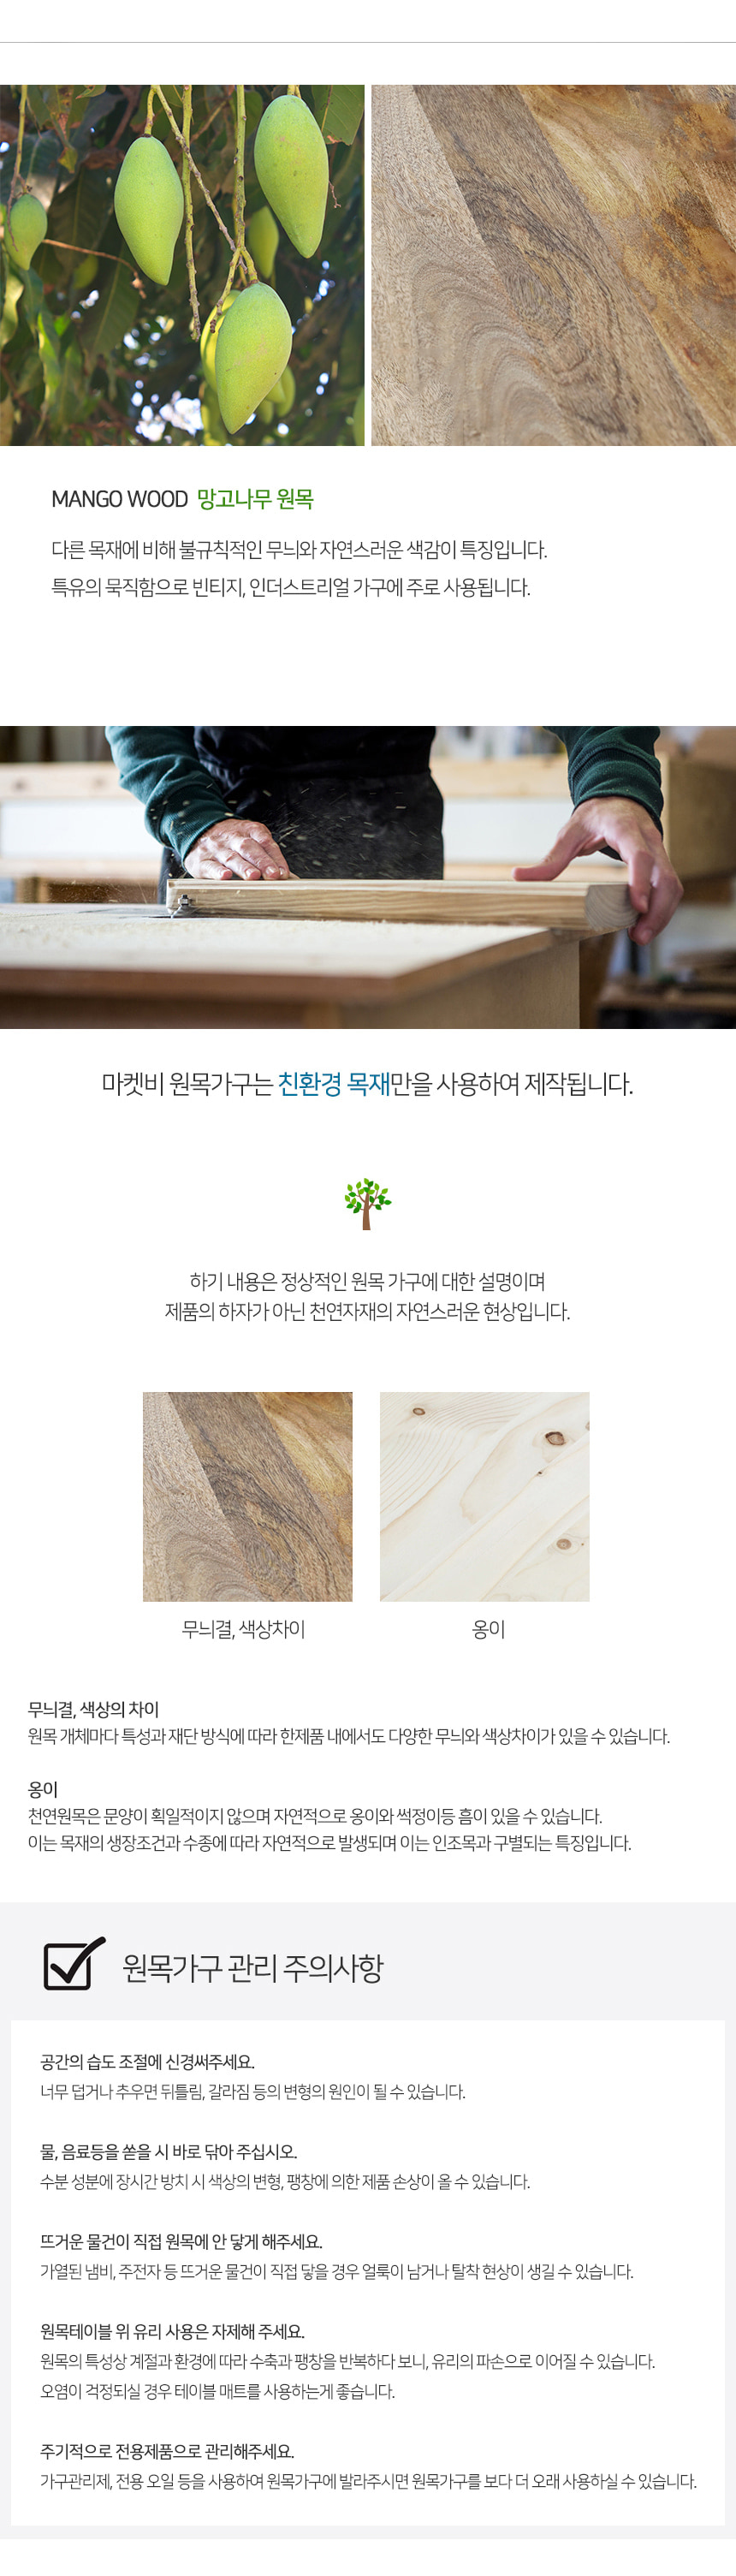 MANGO WOOD 망고나무 원목
다른 목재에 비해 불규칙적인 무늬와 자연스러운 색감이 특징입니다.
특유의 묵직함으로 빈티지, 인더스트리얼 가구에 주로 사용됩니다.
마켓비 원목가구는 친환경 목재만을 사용하여 제작됩니다.
하기 내용은 정상적인 원목 가구에 대한 설명이며
제품의 하자가 아닌 천연자재의 자연스러운 현상입니다.
무늬결, 색상차이
옹이
무늬결, 색상의 차이
원목 개체마다 특성과 재단 방식에 따라 한제품 내에서도 다양한 무늬와 색상차이가 있을 수 있습니다.
옹이
천연원목은 문양이 획일적이지 않으며 자연적으로 옹이와 썩정이등 흠이 있을 수 있습니다.
이는 목재의 생장조건과 수종에 따라 자연적으로 발생되며 이는 인조목과 구별되는 특징입니다.
원목가구 관리 주의사항
공간의 습도 조절에 신경써주세요.
너무 덥거나 추우면 뒤틀림, 갈라짐 등의 변형의 원인이 될 수 있습니다.
물, 음료등을 쏟을 시 바로 닦아 주십시오.
수분 성분에 장시간 방치 시 색상의 변형, 팽창에 의한 제품 손상이 올 수 있습니다.
뜨거운 물건이 직접 원목에 안 닿게 해주세요.
가열된 냄비, 주전자 등 뜨거운 물건이 직접 닿을 경우 얼룩이 남거나 탈착 현상이 생길 수 있습니다.
원목테이블 위 유리 사용은 자제해 주세요.
원목의 특성상 계절과 환경에 따라 수축과 팽창을 반복하다 보니, 유리의 파손으로 이어질 수 있습니다.
오염이 걱정되실 경우 테이블 매트를 사용하는게 좋습니다.
주기적으로 전용제품으로 관리해주세요.
가구관리제, 전용 오일 등을 사용하여 원목가구에 발라주시면 원목가구를 보다 더 오래 사용하실 수 있습니다.